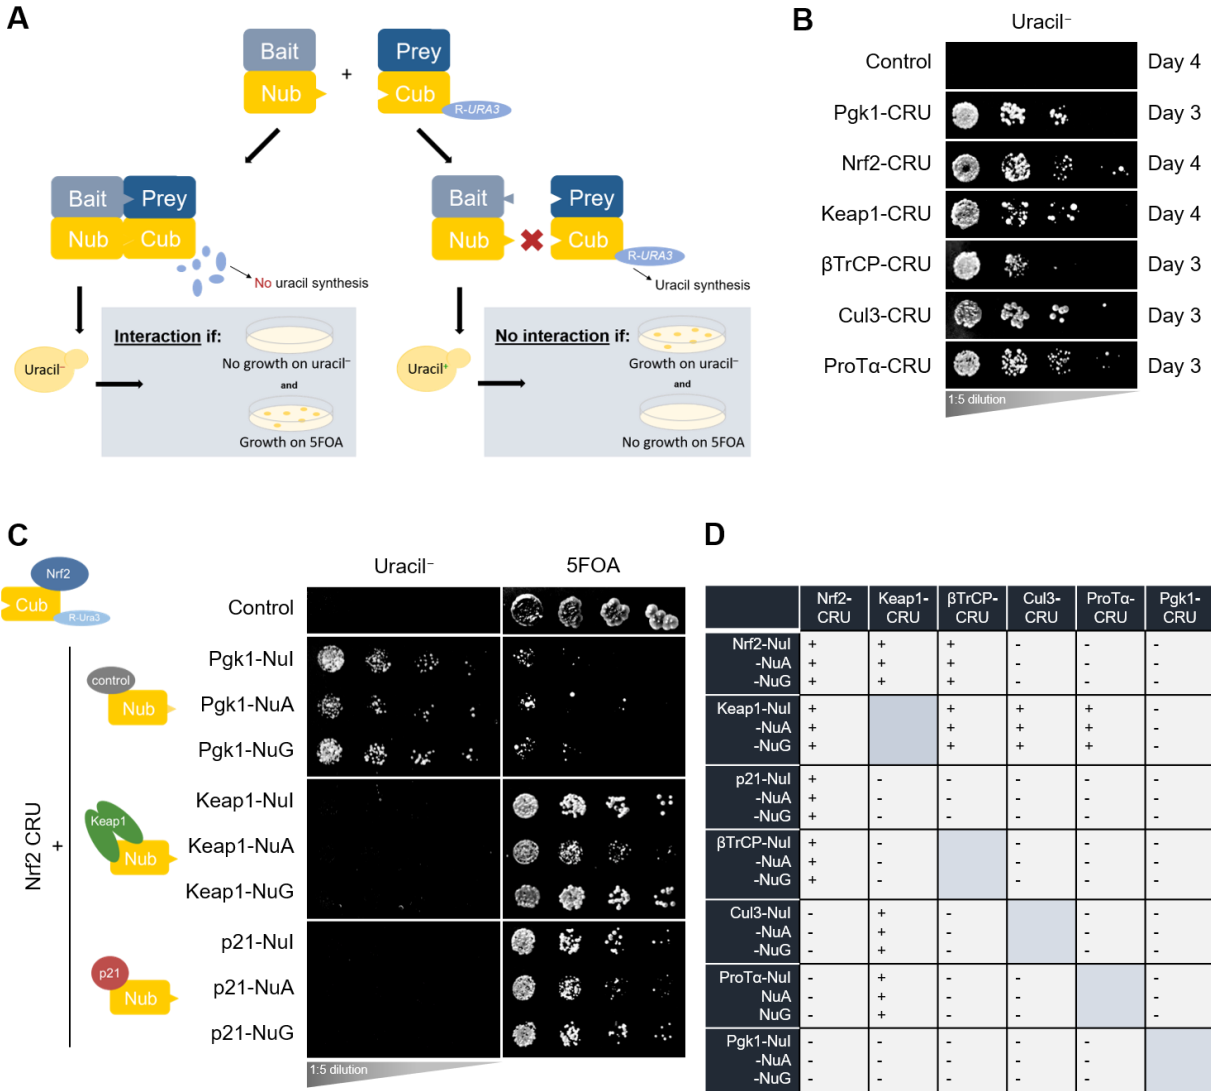 A
Bait
Nub
+
Prey
Cub
R-URA3
Bait
Prey
Nub
Cub
No uracil synthesis
Bait
Prey
Nub
Cub
R-URA3
Uracil synthesis
Uracil⁻
Interaction if:
No growth on uracil⁻
and
Growth on 5FOA
Uracil⁺
No interaction if:
Growth on uracil⁻
and
No growth on 5FOA
B
Uracil⁻
Control Day 4
Pgk1-CRU Day 3
Nrf2-CRU Day 4
Keap1-CRU Day 4
βTrCP-CRU Day 3
Cul3-CRU Day 3
ProTα-CRU Day 3
1:5 dilution
C
Nrf2
Cub
R-Ura3
Uracil⁻ 5FOA
Control
Nrf2 CRU
+
control
Nub
Pgk1-NuI
Pgk1-NuA
Pgk1-NuG
Keap1
Nub
Keap1-NuI
Keap1-NuA
Keap1-NuG
p21
Nub
p21-NuI
p21-NuA
p21-NuG
1:5 dilution
D
Nrf2- Keap1- βTrCP- Cul3- ProTα- Pgk1-
CRU CRU CRU CRU CRU CRU
Nrf2-NuI + + + - - -
-NuA + + + - - -
-NuG + + + - - -
Keap1-NuI + + + + -
-NuA + + + + -
-NuG + + + + -
p21-NuI + - - - - -
-NuA + - - - - -
-NuG + - - - - -
βTrCP-NuI + - - - -
-NuA + - - - -
-NuG + - - - -
Cul3-NuI - + - - -
-NuA - + - - -
-NuG - + - - -
ProTα-NuI - + - - -
NuA - + - - -
NuG - + - - -
Pgk1-NuI - - - - -
-NuA - - - - -
-NuG - - - - -